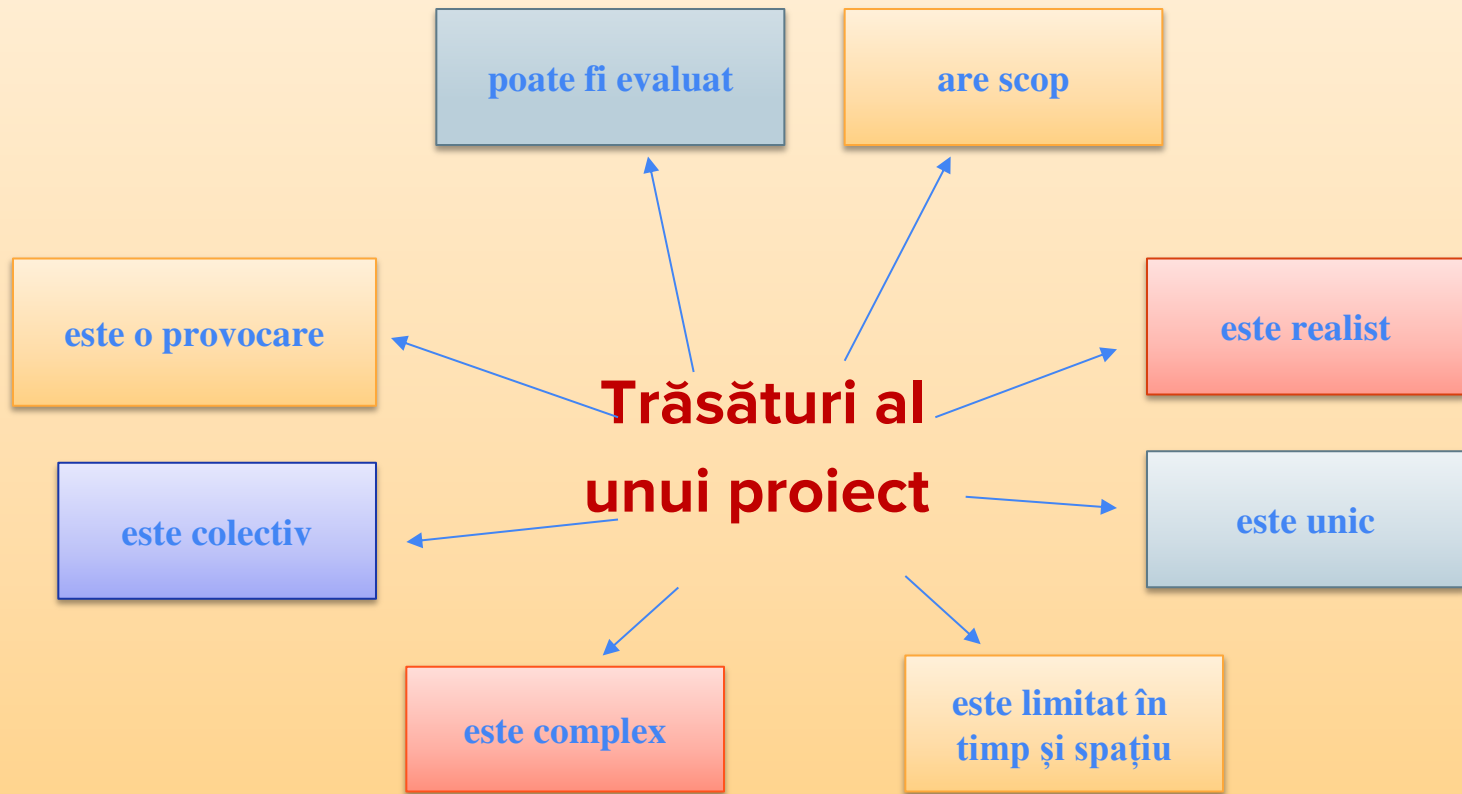 poate fi evaluat
are scop
este o provocare
este realist
Trăsături al
unui proiect
este colectiv
este unic
este complex
este limitat în
timp și spațiu